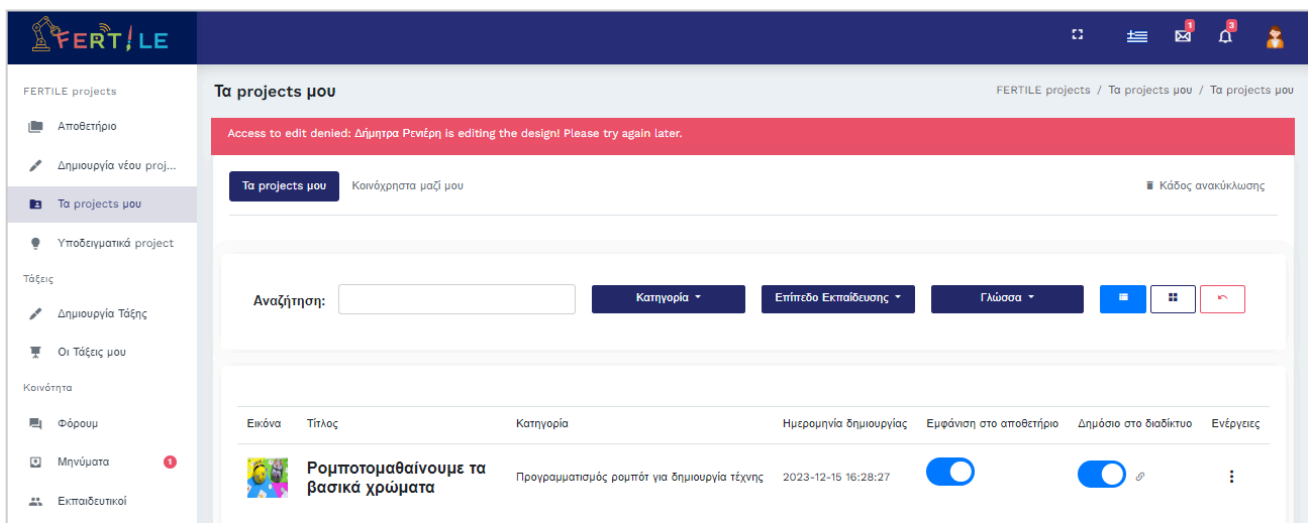 FERTILE
1
3
FERTILE projects
Τα projects μου
FERTILE projects / Τα projects μου / Τα projects μου
Αποθετήριο
Access to edit denied: Δήμητρα Ρενιέρη is editing the design! Please try again later.
Δημιουργία νέου proj...
Τα projects μου
Κοινόχρηστα μαζί μου
Κάδος ανακύκλωσης
Τα projects μου
Υποδειγματικά project
Τάξεις
Αναζήτηση:
Κατηγορία
Επίπεδο Εκπαίδευσης
Γλώσσα
Δημιουργία Τάξης
Οι Τάξεις μου
Κοινότητα
Φόρουμ
Μηνύματα 1
Εκπαιδευτικοί
Εικόνα Τίτλος Κατηγορία Ημερομηνία δημιουργίας Εμφάνιση στο αποθετήριο Δημόσιο στο διαδίκτυο Ενέργειες
Ρομποτομαθαίνουμε τα
βασικά χρώματα
Προγραμματισμός ρομπότ για δημιουργία τέχνης
2023-12-15 16:28:27